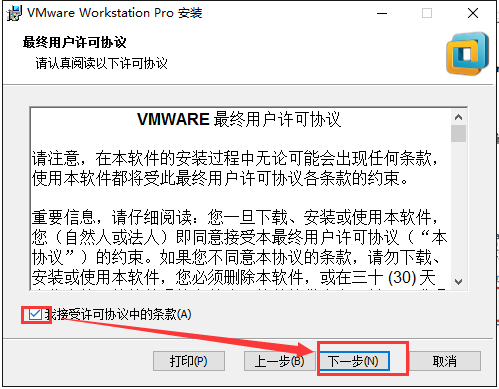 VMware Workstation Pro 安装
最终用户许可协议
请认真阅读以下许可协议
VMWARE 最终用户许可协议
请注意，在本软件的安装过程中无论可能会出现任何条款，
使用本软件都将受此最终用户许可协议各条款的约束。
重要信息，请仔细阅读：您一旦下载、安装或使用本软件，
您（自然人或法人）即同意接受本最终用户许可协议（“本
协议”）的约束。如果您不同意本协议的条款，请勿下载、
安装或使用本软件，您必须删除本软件，或在三十 (30) 天
我接受许可协议中的条款(A)
打印(P)
上一步(B)
下一步(N)
取消